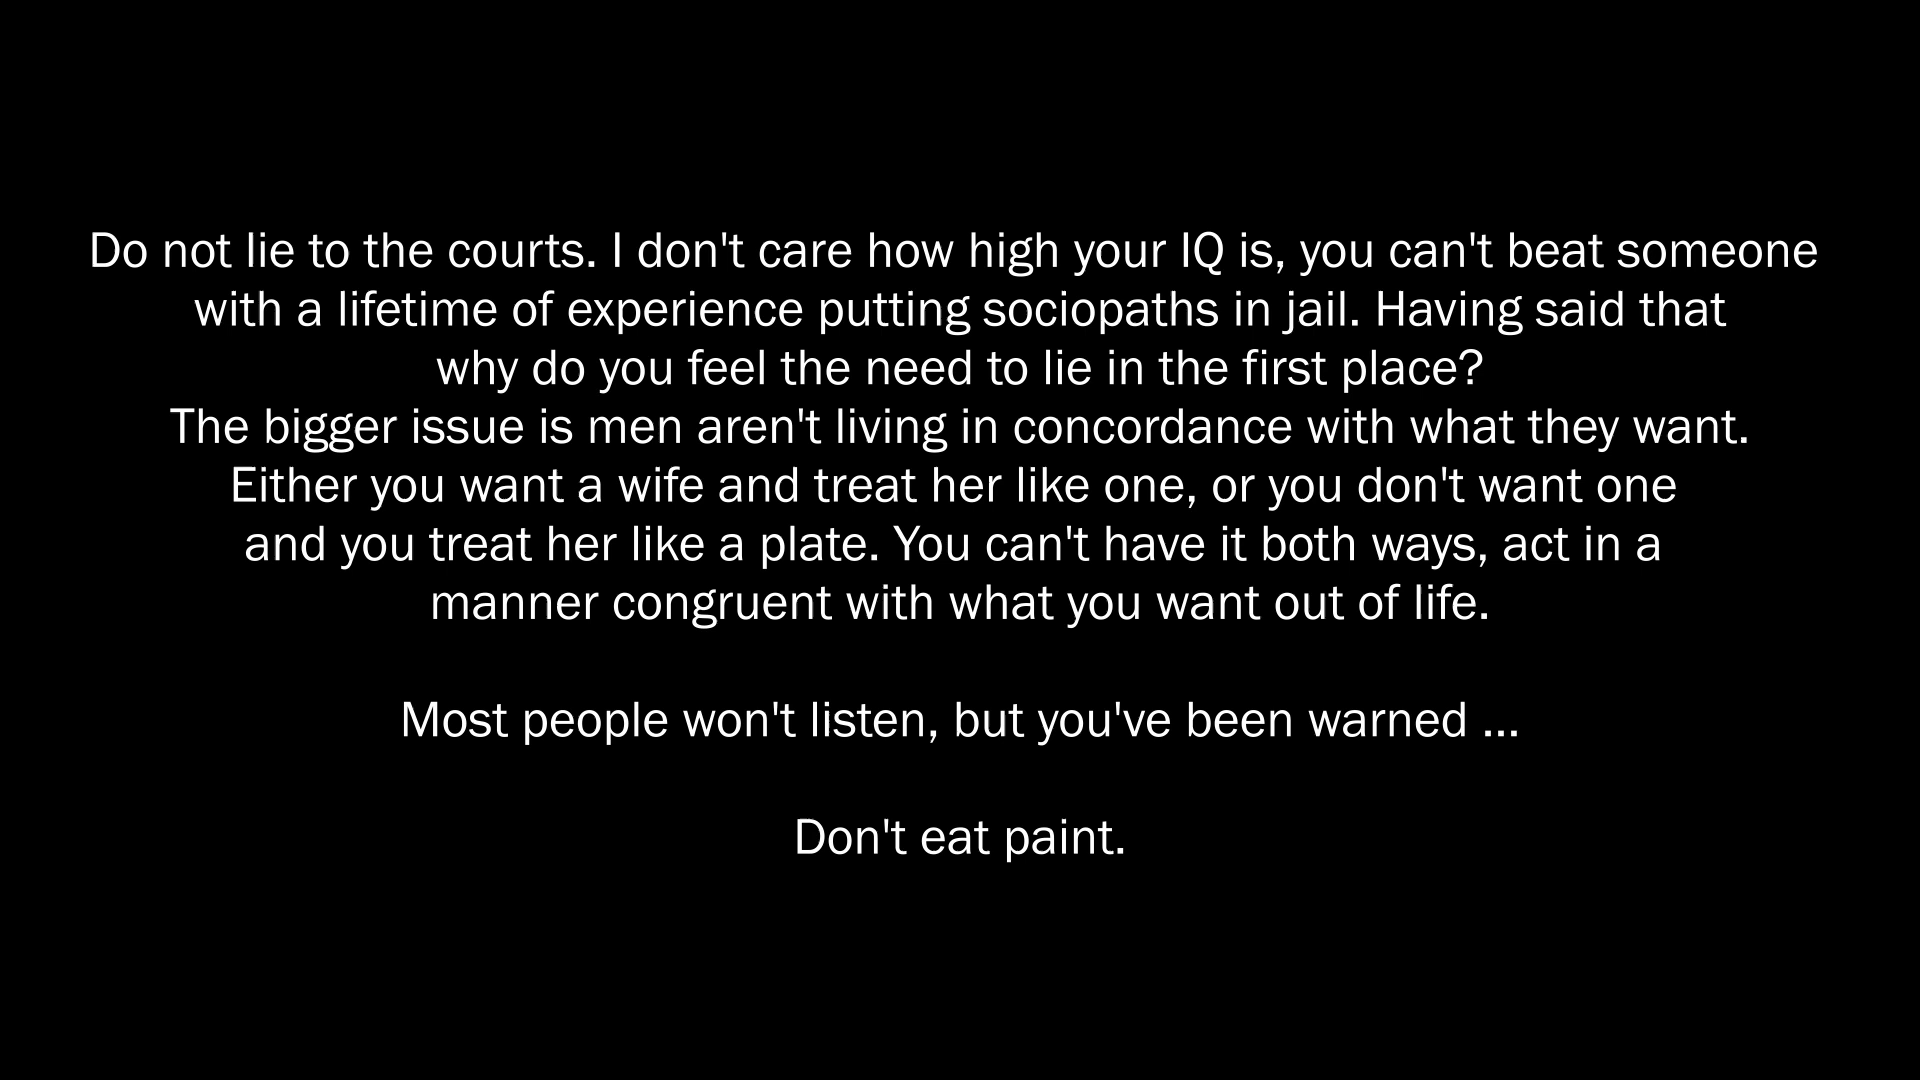 Do not lie to the courts. I don't care how high your IQ is, you can't beat someone
with a lifetime of experience putting sociopaths in jail. Having said that
why do you feel the need to lie in the first place?
The bigger issue is men aren't living in concordance with what they want.
Either you want a wife and treat her like one, or you don't want one
and you treat her like a plate. You can't have it both ways, act in a
manner congruent with what you want out of life.
Most people won't listen, but you've been warned ...
Don't eat paint.